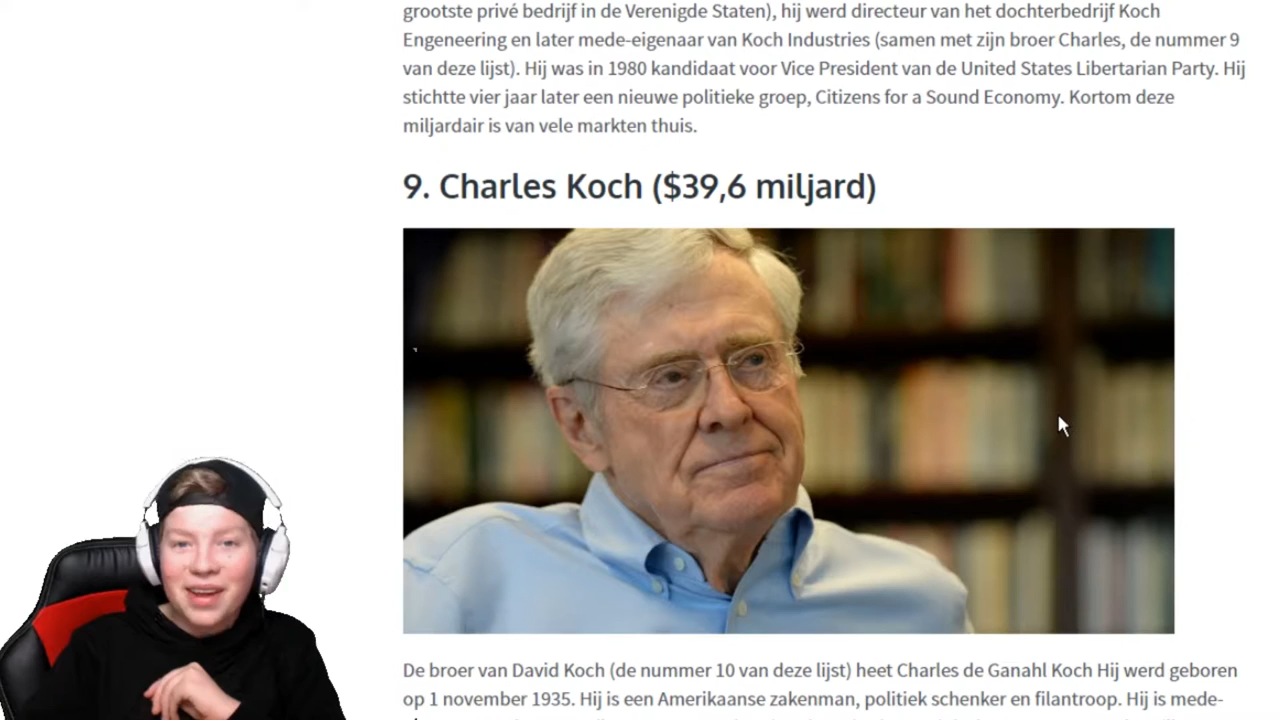 grootste privé bedrijf in de Verenigde Staten), hij werd directeur van het dochterbedrijf Koch
Engeneering en later mede-eigenaar van Koch Industries (samen met zijn broer Charles, de nummer 9
van deze lijst). Hij was in 1980 kandidaat voor Vice President van de United States Libertarian Party. Hij
stichtte vier jaar later een nieuwe politieke groep, Citizens for a Sound Economy. Kortom deze
miljardair is van vele markten thuis.
9. Charles Koch ($39,6 miljard)
De broer van David Koch (de nummer 10 van deze lijst) heet Charles de Ganahl Koch Hij werd geboren
op 1 november 1935. Hij is een Amerikaanse zakenman, politiek schenker en filantroop. Hij is mede-